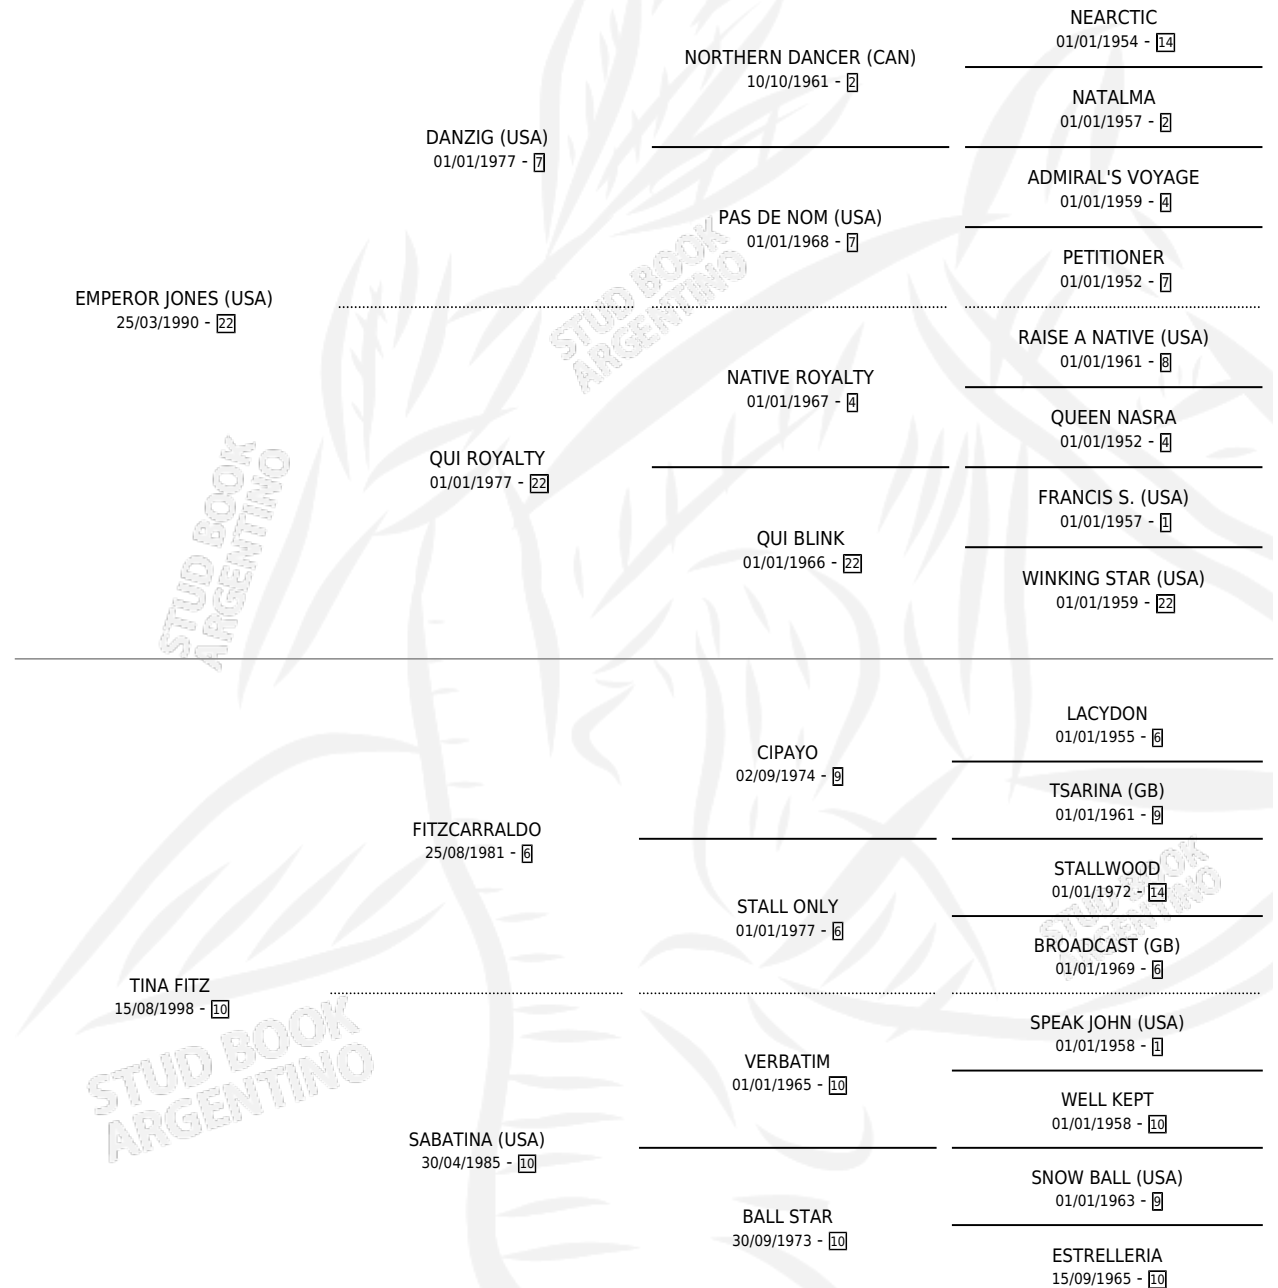 NEARCTIC
01/01/1954 - 14
NORTHERN DANCER (CAN)
10/10/1961 - 2
NATALMA
01/01/1957 - 2
DANZIG (USA)
01/01/1977 - 7
ADMIRAL'S VOYAGE
01/01/1959 - 4
PAS DE NOM (USA)
01/01/1968 - 7
PETITIONER
01/01/1952 - 7
EMPEROR JONES (USA)
25/03/1990 - 22
STUD BOOK
ARGENTINO
RAISE A NATIVE (USA)
01/01/1961 - 8
NATIVE ROYALTY
01/01/1967 - 4
QUEEN NASRA
01/01/1952 - 4
QUI ROYALTY
01/01/1977 - 22
FRANCIS S. (USA)
01/01/1957 - 1
QUI BLINK
01/01/1966 - 22
WINKING STAR (USA)
01/01/1959 - 22
STUD BOOK
ARGENTINO
LACYDON
01/01/1955 - 6
CIPAYO
02/09/1974 - 9
TSARINA (GB)
01/01/1961 - 9
FITZCARRALDO
25/08/1981 - 6
STALLWOOD
01/01/1972 - 14
STALL ONLY
01/01/1977 - 6
BROADCAST (GB)
01/01/1969 - 6
STUD BOOK
ARGENTINO
TINA FITZ
15/08/1998 - 10
SPEAK JOHN (USA)
01/01/1958 - 1
VERBATIM
01/01/1965 - 10
WELL KEPT
01/01/1958 - 10
STUD BOOK
ARGENTINO
SABATINA (USA)
30/04/1985 - 10
SNOW BALL (USA)
01/01/1963 - 9
BALL STAR
30/09/1973 - 10
ESTRELLERIA
15/09/1965 - 10